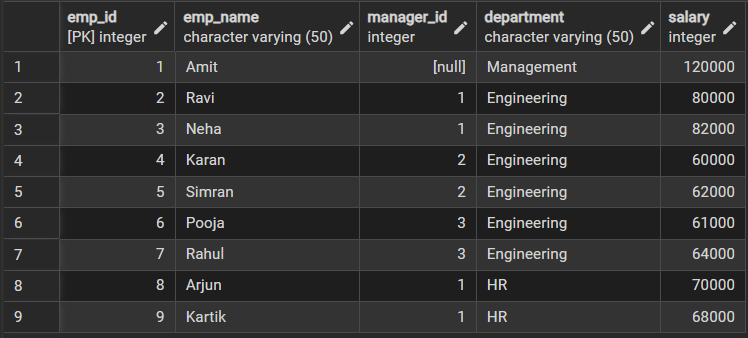 emp_id emp_name manager_id department salary
[PK] integer character varying (50) integer character varying (50) integer
1 1 Amit [null] Management 120000
2 2 Ravi 1 Engineering 80000
3 3 Neha 1 Engineering 82000
4 4 Karan 2 Engineering 60000
5 5 Simran 2 Engineering 62000
6 6 Pooja 3 Engineering 61000
7 7 Rahul 3 Engineering 64000
8 8 Arjun 1 HR 70000
9 9 Kartik 1 HR 68000